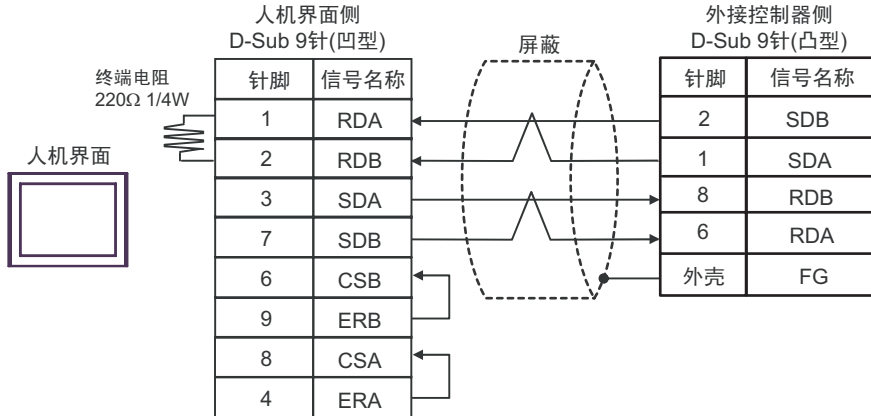 人机界面侧
D-Sub 9针(凹型)
外接控制器侧
D-Sub 9针(凸型)
屏蔽
终端电阻
220Ω 1/4W
人机界面
针脚 信号名称
1 RDA
2 RDB
3 SDA
7 SDB
6 CSB
9 ERB
8 CSA
4 ERA
针脚 信号名称
2 SDB
1 SDA
8 RDB
6 RDA
外壳 FG